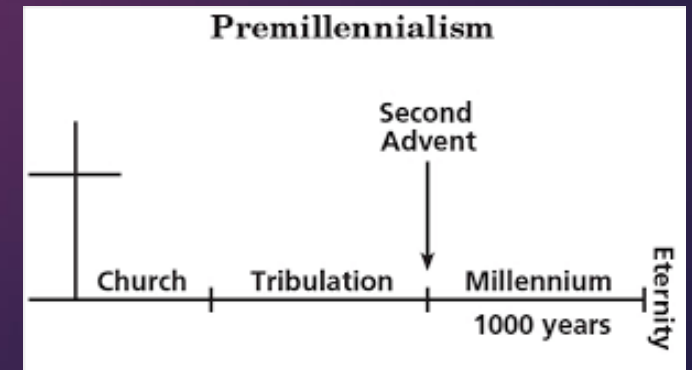 Premillennialism
Second
Advent
Church
Tribulation
Millennium
1000 years
Eternity